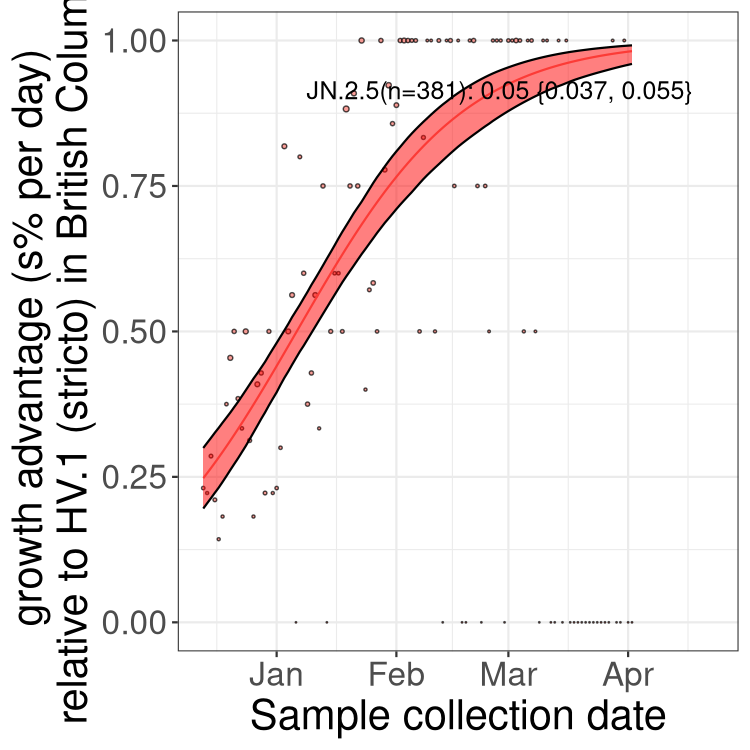 growth advantage (s% per day)
relative to HV.1 (stricto) in British Colum
1.00
0.75
0.50
0.25
0.00
JN.2.5(n=381): 0.05 {0.037, 0.055}
Jan Feb Mar Apr
Sample collection date